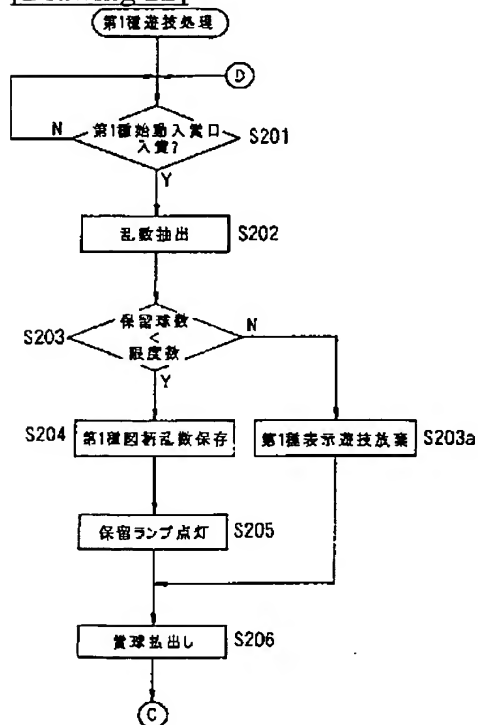 第1種遊技処理
D
N
第1種始動入賞口
入賞?
S201
Y
乱数抽出
S202
S203
保留球数
<
限度数
N
Y
S204
第1種図柄乱数保存
第1種表示遊技放棄
S203a
保留ランプ点灯
S205
賞球払出し
S206
C